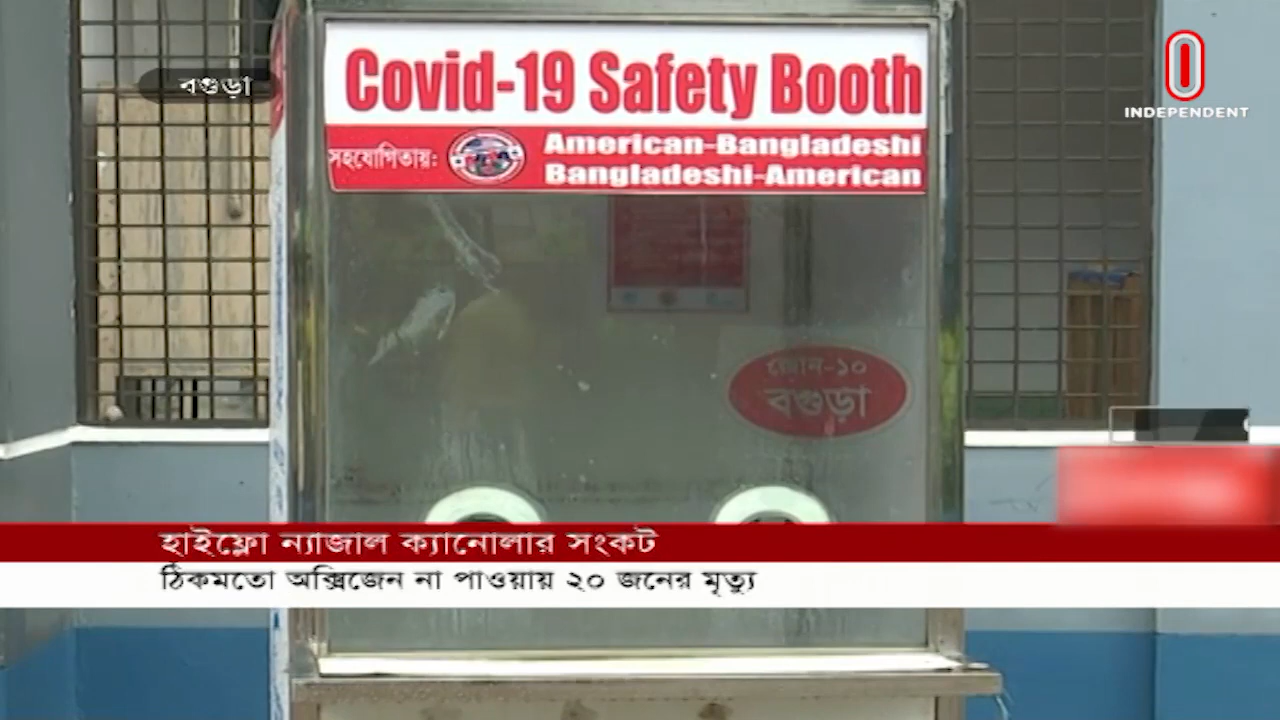 Covid-19 Safety Booth
সহযোগিতায়:
American-Bangladeshi
Bangladeshi-American
বগুড়া
INDEPENDENT
জোন-১০
বগুড়া
হাইফ্লো ন্যাজাল ক্যানোলার সংকট
ঠিকমতো অক্সিজেন না পাওয়ায় ২০ জনের মৃত্যু